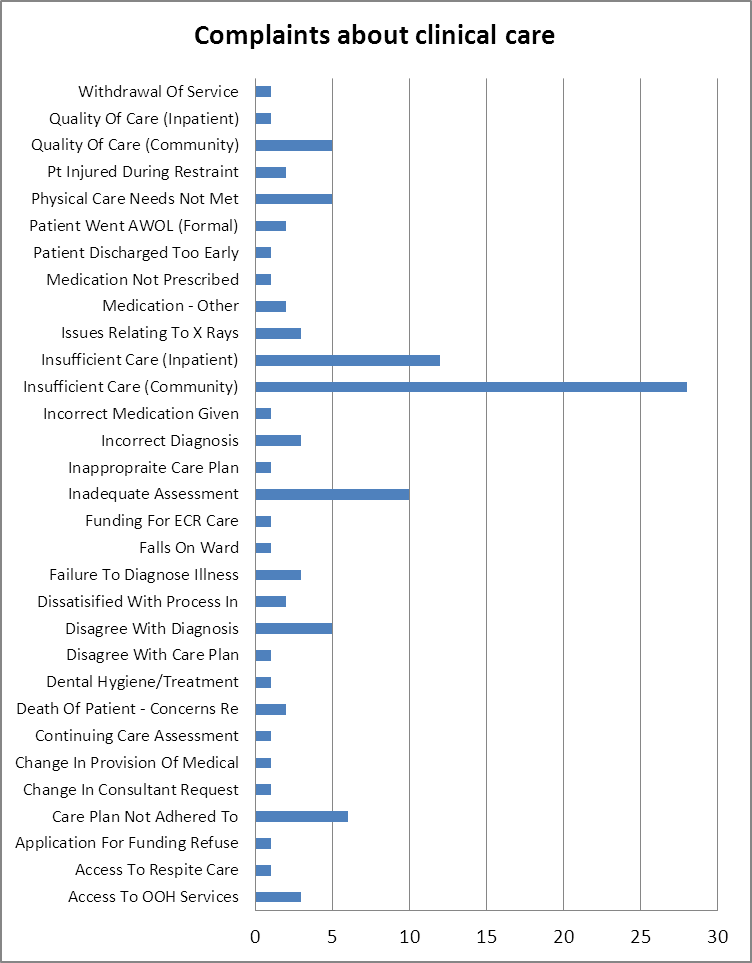 Complaints about clinical care
Withdrawal Of Service
Quality Of Care (Inpatient)
Quality Of Care (Community)
Pt Injured During Restraint
Physical Care Needs Not Met
Patient Went AWOL (Formal)
Patient Discharged Too Early
Medication Not Prescribed
Medication - Other
Issues Relating To X Rays
Insufficient Care (Inpatient)
Insufficient Care (Community)
Incorrect Medication Given
Incorrect Diagnosis
Inappropraite Care Plan
Inadequate Assessment
Funding For ECR Care
Falls On Ward
Failure To Diagnose Illness
Dissatisified With Process In
Disagree With Diagnosis
Disagree With Care Plan
Dental Hygiene/Treatment
Death Of Patient - Concerns Re
Continuing Care Assessment
Change In Provision Of Medical
Change In Consultant Request
Care Plan Not Adhered To
Application For Funding Refuse
Access To Respite Care
Access To OOH Services
0 5 10 15 20 25 30